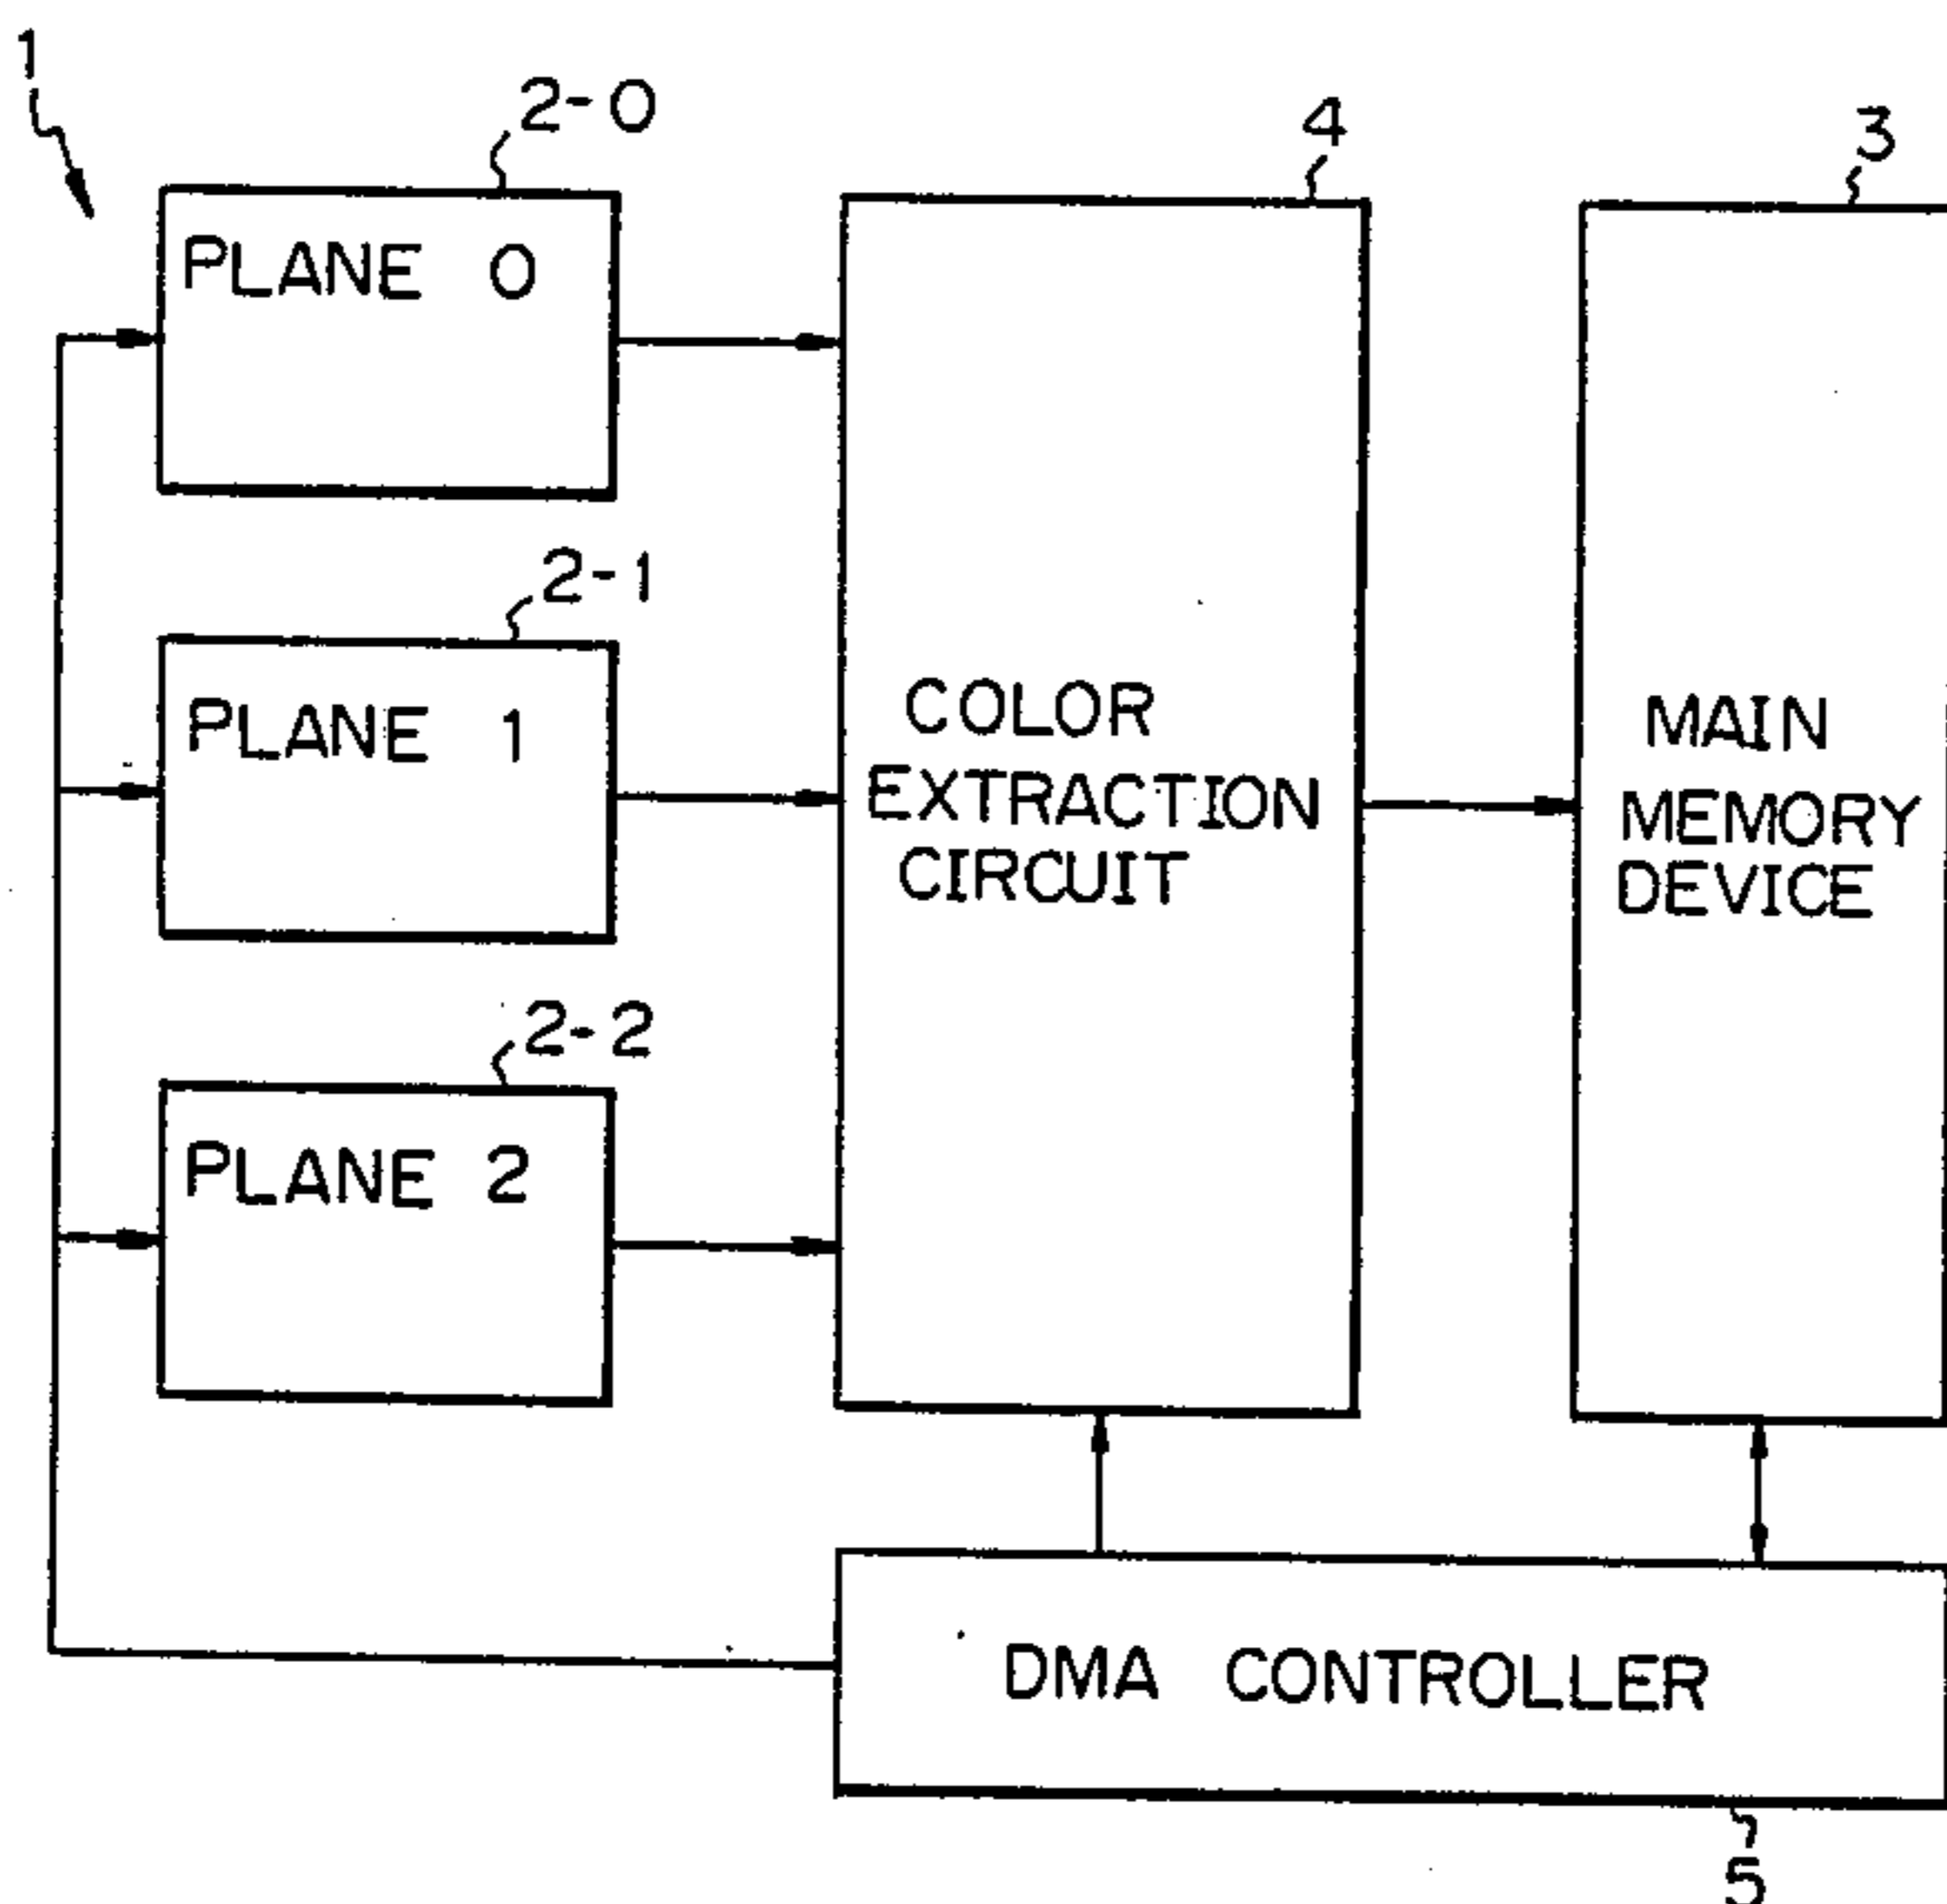 1
2-0
4
3
PLANE 0
2-1
PLANE 1
COLOR
EXTRACTION
CIRCUIT
MAIN
MEMORY
DEVICE
2-2
PLANE 2
DMA CONTROLLER
5